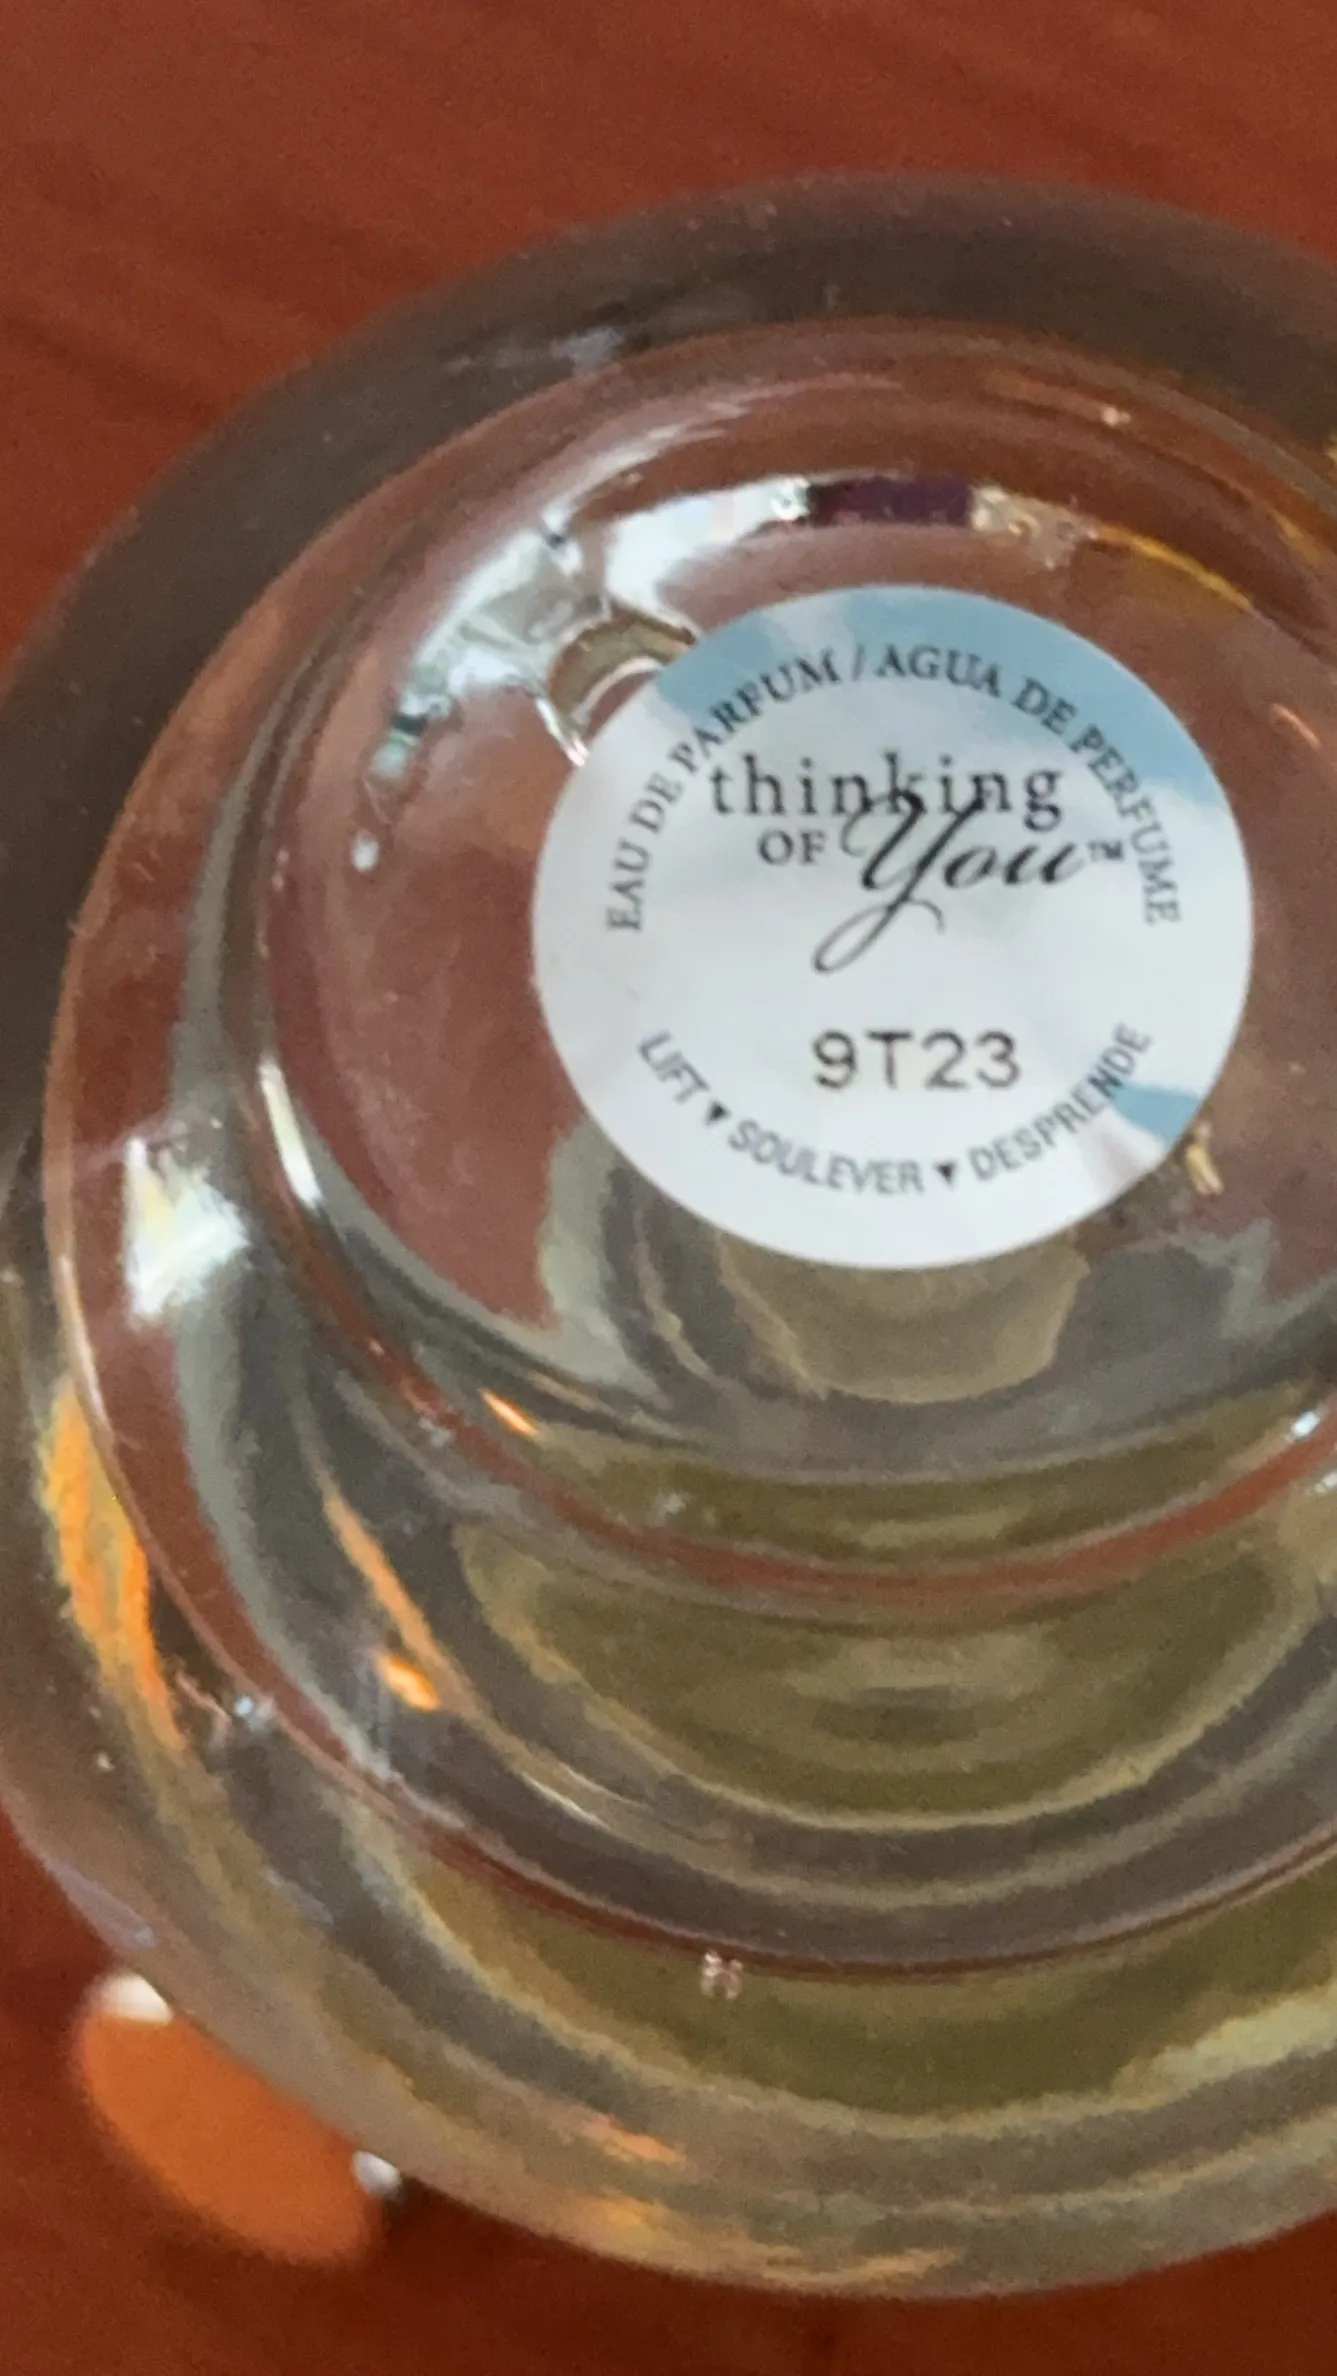 EAU DE PARFUM / AGUA DE PERFUME
thinking
OF You™
9T23
LIFT ▼ SOULEVER ▼ DESPRENDE